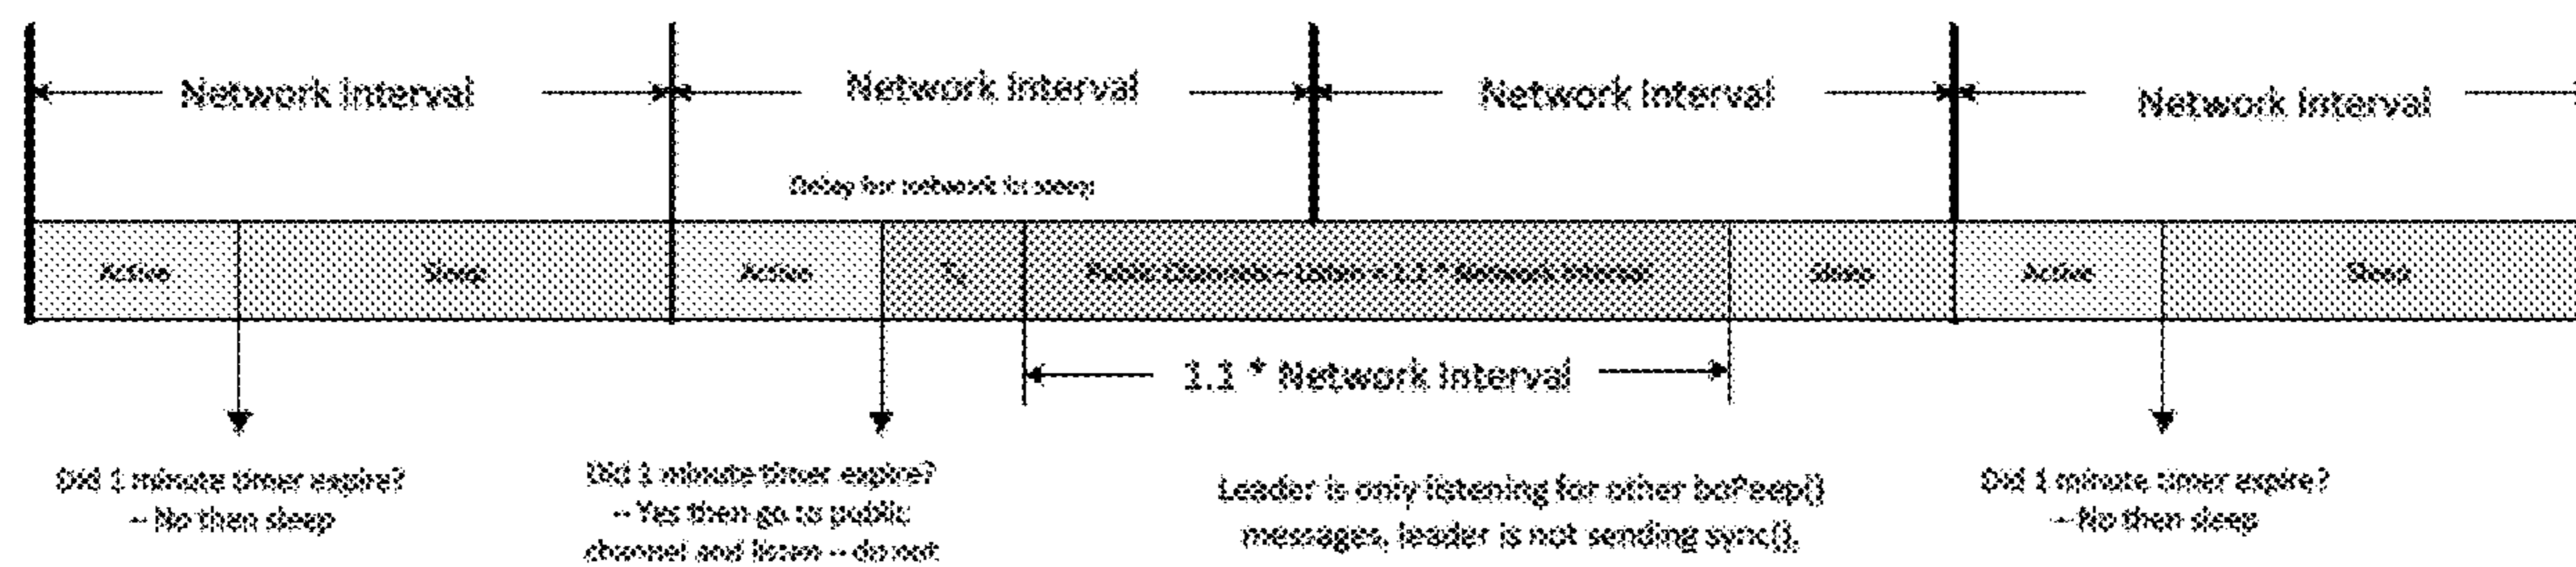 Network Interval
Network Interval
Network Interval
Network Interval
Delay for network to sleep
Active
Sleep
Active
Public Channels – Listen = 1.1 * Network Interval
Sleep
Active
Sleep
1.1 * Network Interval
Did 1 minute timer expire?
– No then sleep
Did 1 minute timer expire?
– Yes then go to public
channel and listen – do not
Leader is only listening for other boPeep()
messages, leader is not sending sync().
Did 1 minute timer expire?
– No then sleep